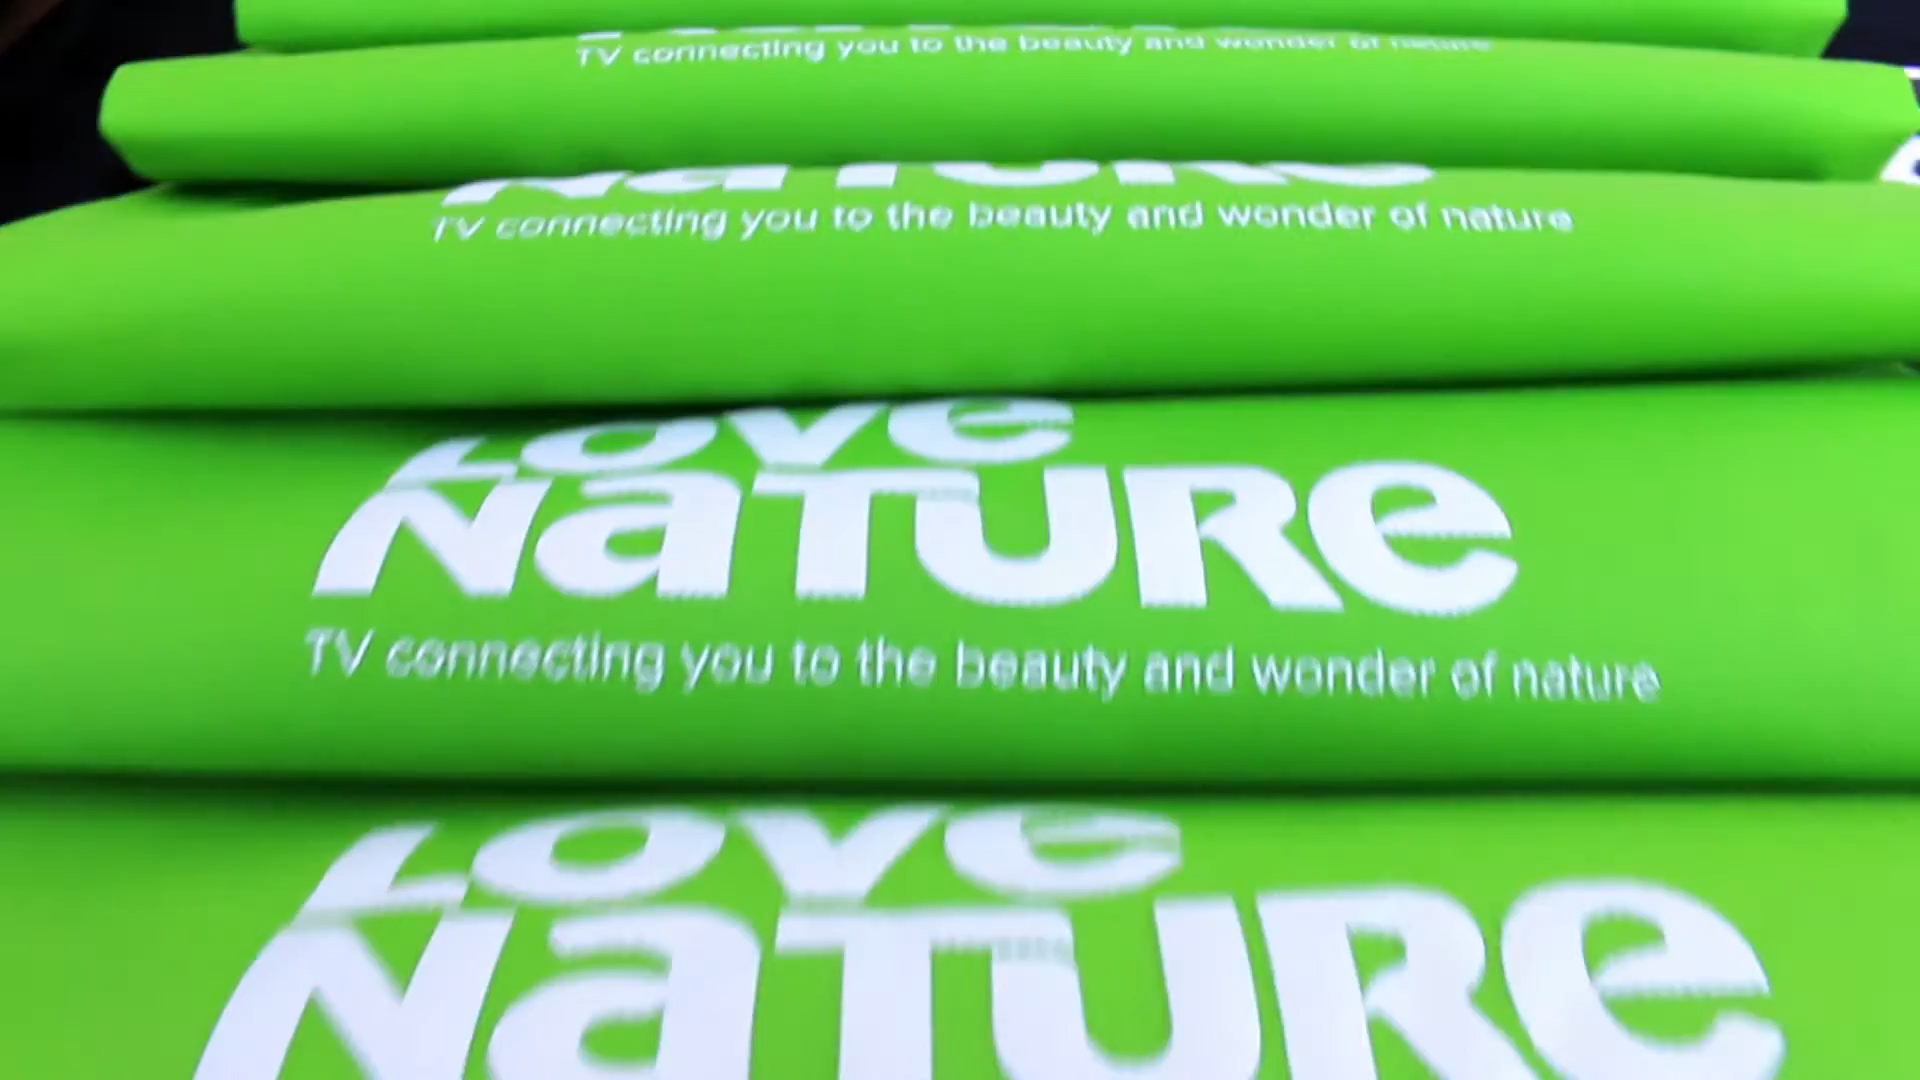 TV connecting you to the beauty and wonder of nature
NaTURe
TV connecting you to the beauty and wonder of nature
LOVe
NaTURe
TV connecting you to the beauty and wonder of nature
LOVe
NaTURe